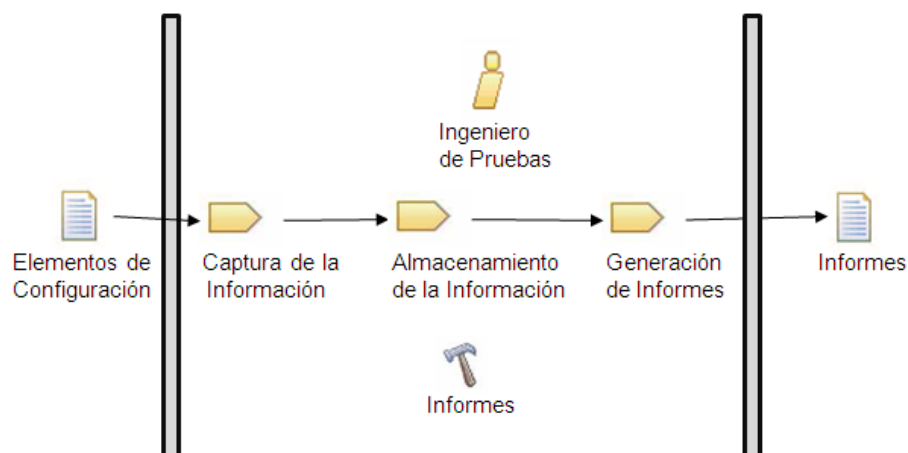 Ingeniero
de Pruebas
Elementos de
Configuración
Captura de la
Información
Almacenamiento
de la Información
Generación
de Informes
Informes
Informes